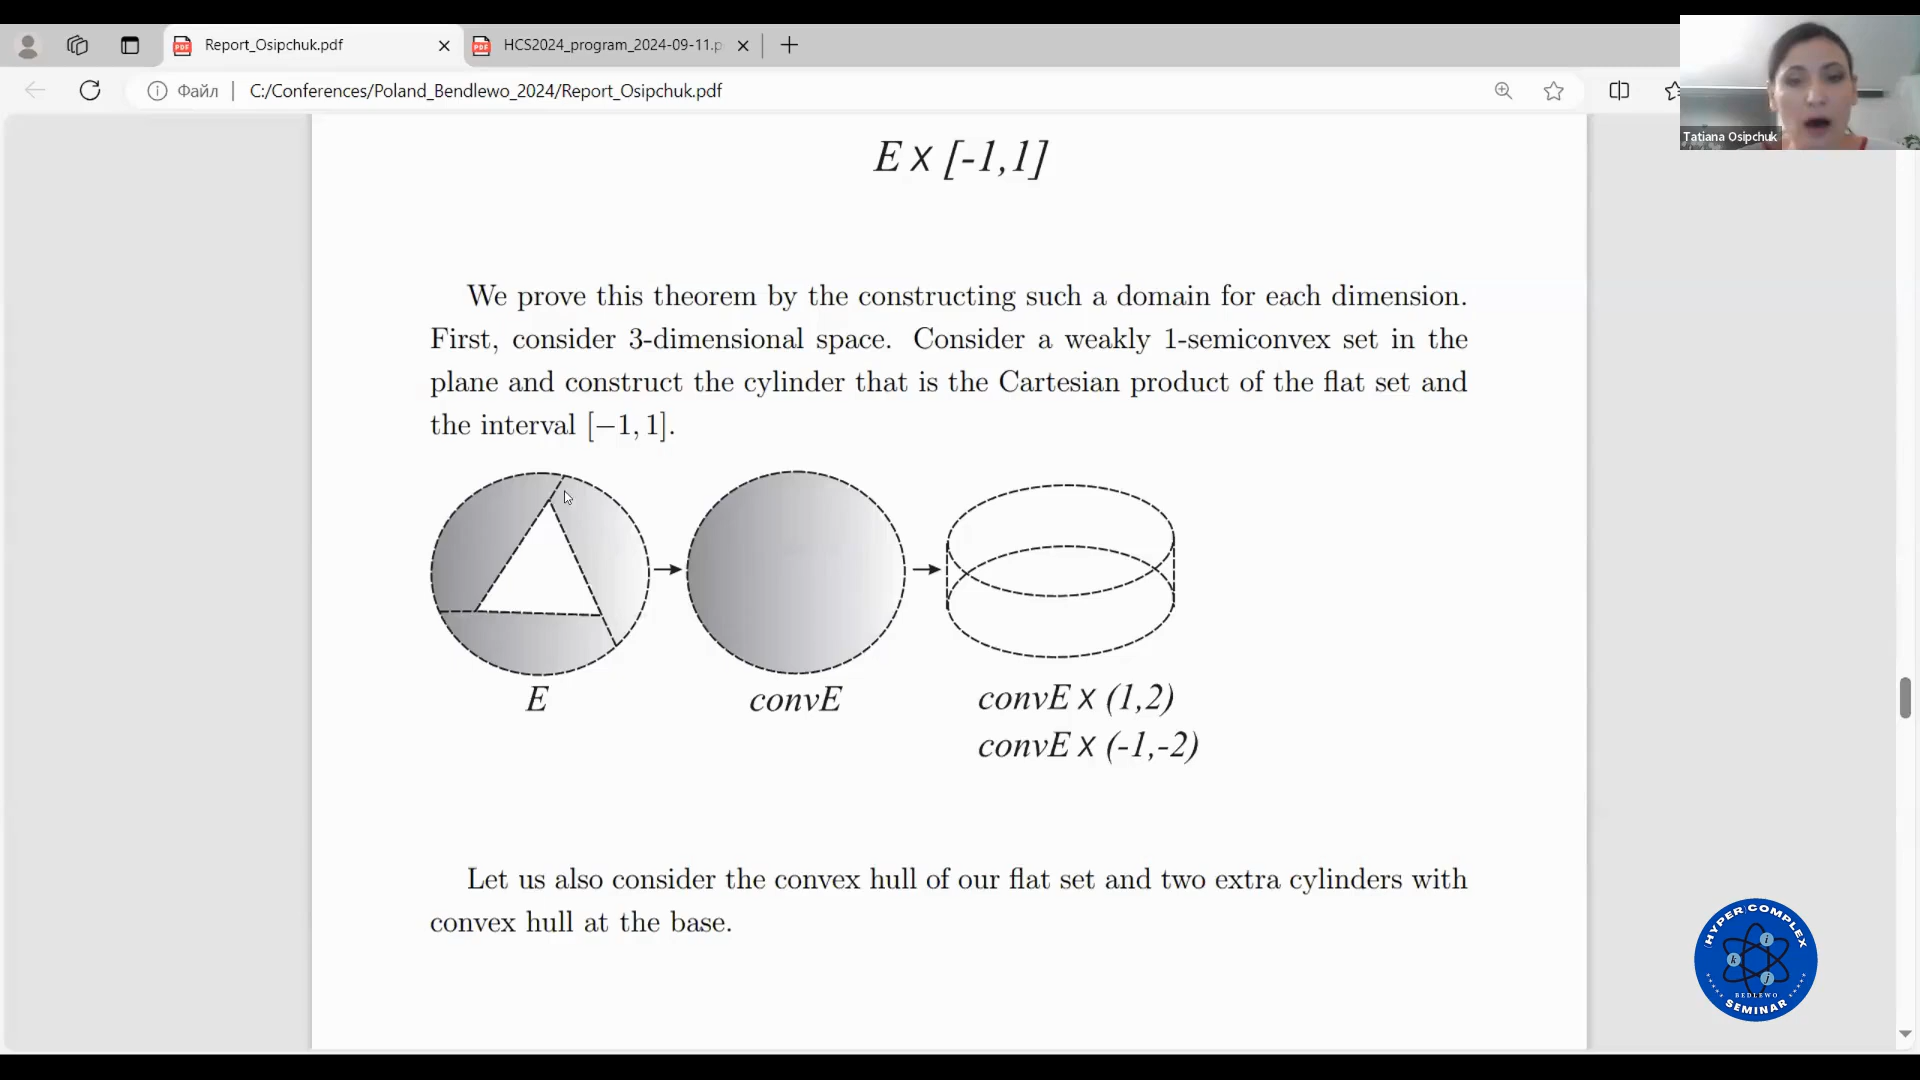 Report_Osipchuk.pdf
HCS2024_program_2024-09-11.p
Файл
C:/Conferences/Poland_Bendlewo_2024/Report_Osipchuk.pdf
Tatiana Osipchuk
E x [-1,1]
We prove this theorem by the constructing such a domain for each dimension.
First, consider 3-dimensional space. Consider a weakly 1-semiconvex set in the
plane and construct the cylinder that is the Cartesian product of the flat set and
the interval [−1, 1].
E
convE
convE x (1,2)
convE x (-1,-2)
Let us also consider the convex hull of our flat set and two extra cylinders with
convex hull at the base.
HYPER COMPLEX
i
k
j
BEDLEWO
SEMINAR